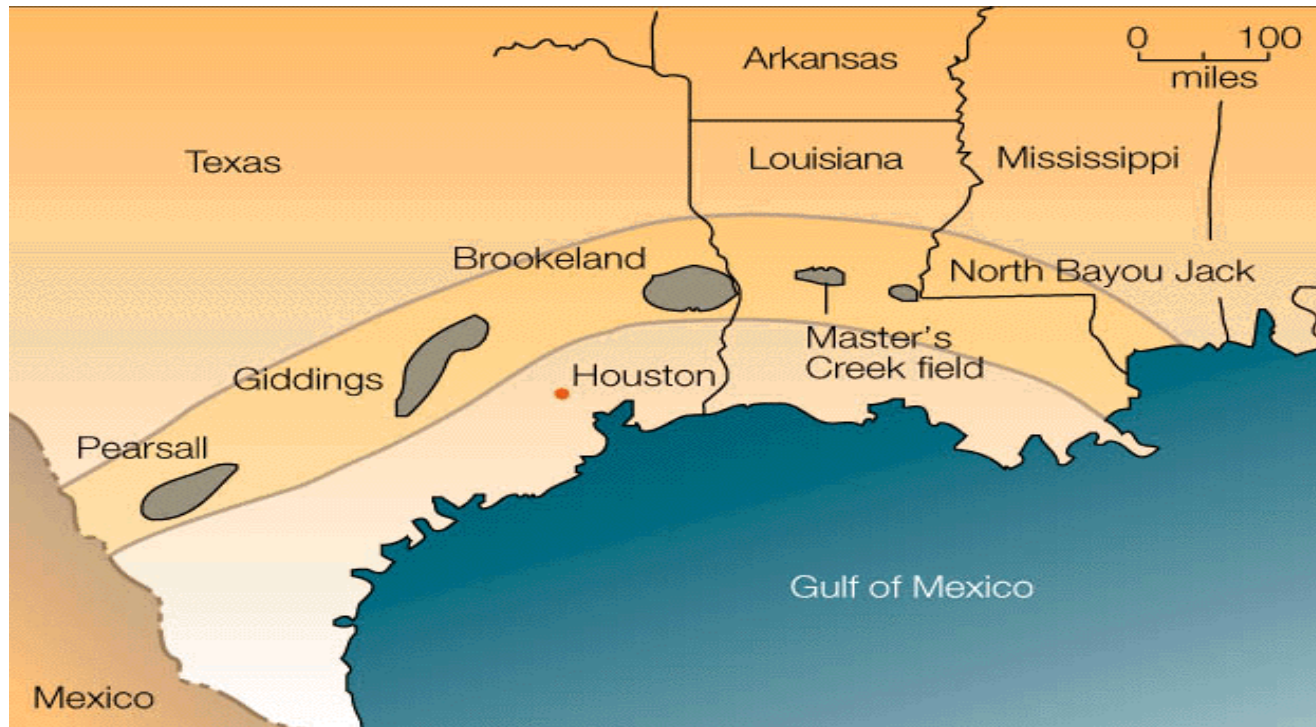 0 100
miles
Arkansas
Texas
Louisiana
Mississippi
Brookeland
North Bayou Jack
Master's
Creek field
Giddings
Houston
Pearsall
Gulf of Mexico
Mexico